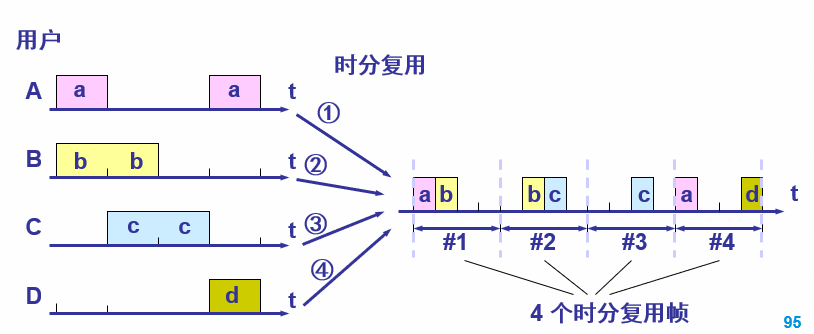 用户
时分复用
A a a t
①
B b b t
②
C c c t
③
D d t
④
a b b c c a d t
#1 #2 #3 #4
4 个时分复用帧
95